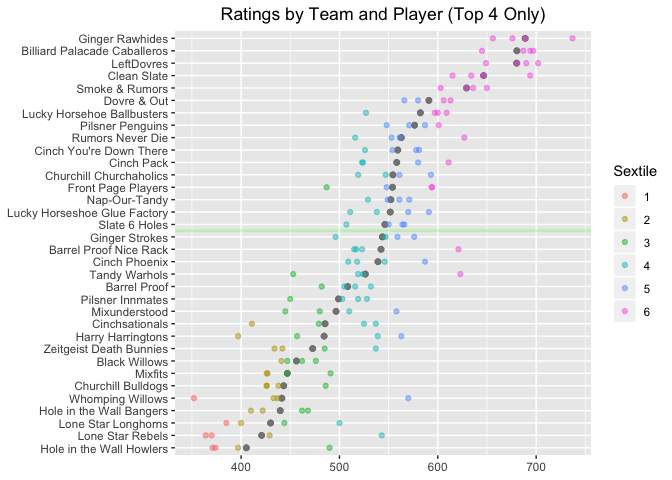 Ratings by Team and Player (Top 4 Only)
Ginger Rawhides
Billiard Palacade Caballeros
LeftDovres
Clean Slate
Smoke & Rumors
Dovre & Out
Lucky Horsehoe Ballbusters
Pilsner Penguins
Rumors Never Die
Cinch You're Down There
Cinch Pack
Churchill Churchaholics
Front Page Players
Nap-Our-Tandy
Lucky Horseshoe Glue Factory
Slate 6 Holes
Ginger Strokes
Barrel Proof Nice Rack
Cinch Phoenix
Tandy Warhols
Barrel Proof
Pilsner Innmates
Mixunderstood
Cinchsationals
Harry Harringtons
Zeitgeist Death Bunnies
Black Willows
Mixfits
Churchill Bulldogs
Whomping Willows
Hole in the Wall Bangers
Lone Star Longhorns
Lone Star Rebels
Hole in the Wall Howlers
400 500 600 700
Sextile
1
2
3
4
5
6